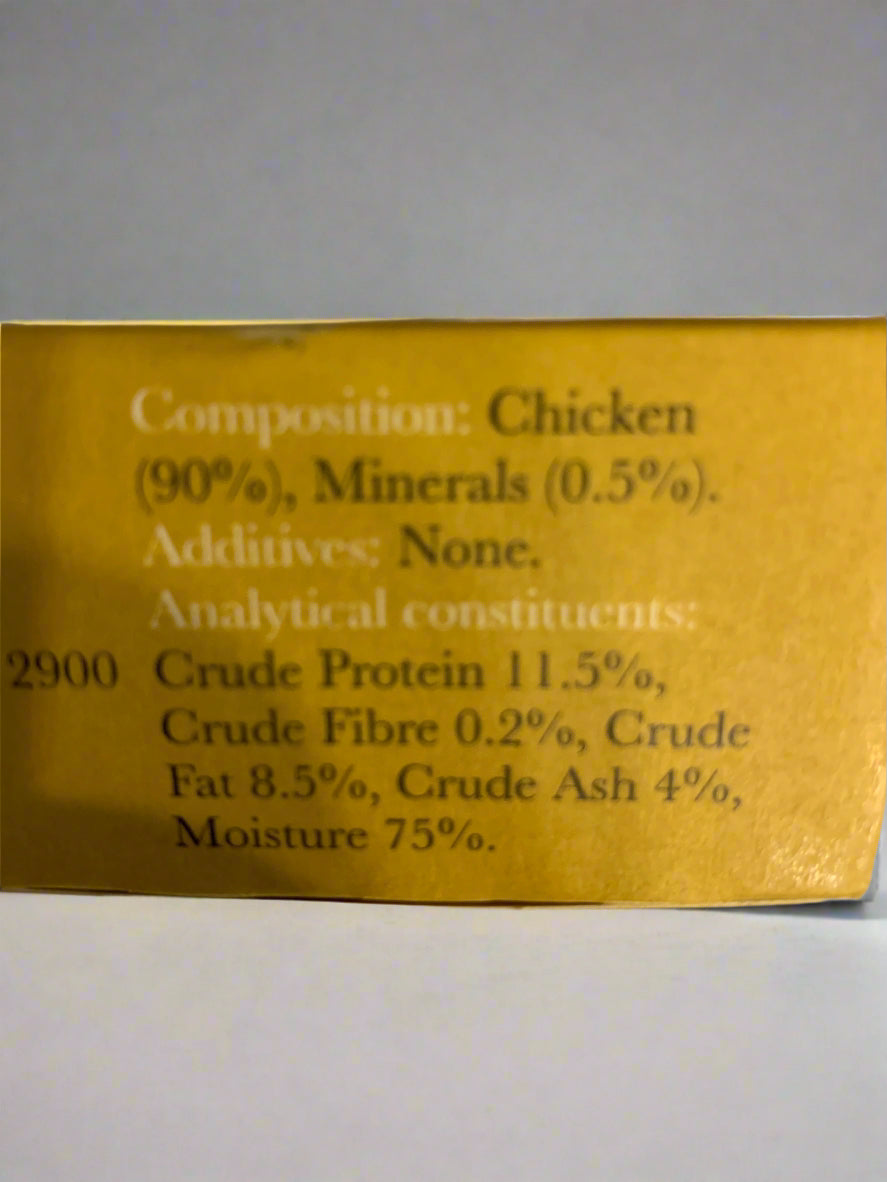 Composition: Chicken
(90%), Minerals (0.5%).
Additives: None.
Analytical constituents:
2900 Crude Protein 11.5%,
Crude Fibre 0.2%, Crude
Fat 8.5%, Crude Ash 4%,
Moisture 75%.